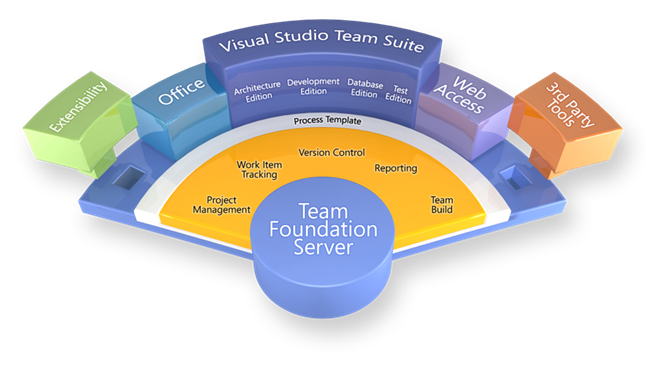 Visual Studio Team Suite
Extensibility
Office
Architecture
Edition
Development
Edition
Database
Edition
Test
Edition
Web
Access
3rd Party
Tools
Process Template
Project
Management
Work Item
Tracking
Version Control
Reporting
Team
Build
Team
Foundation
Server